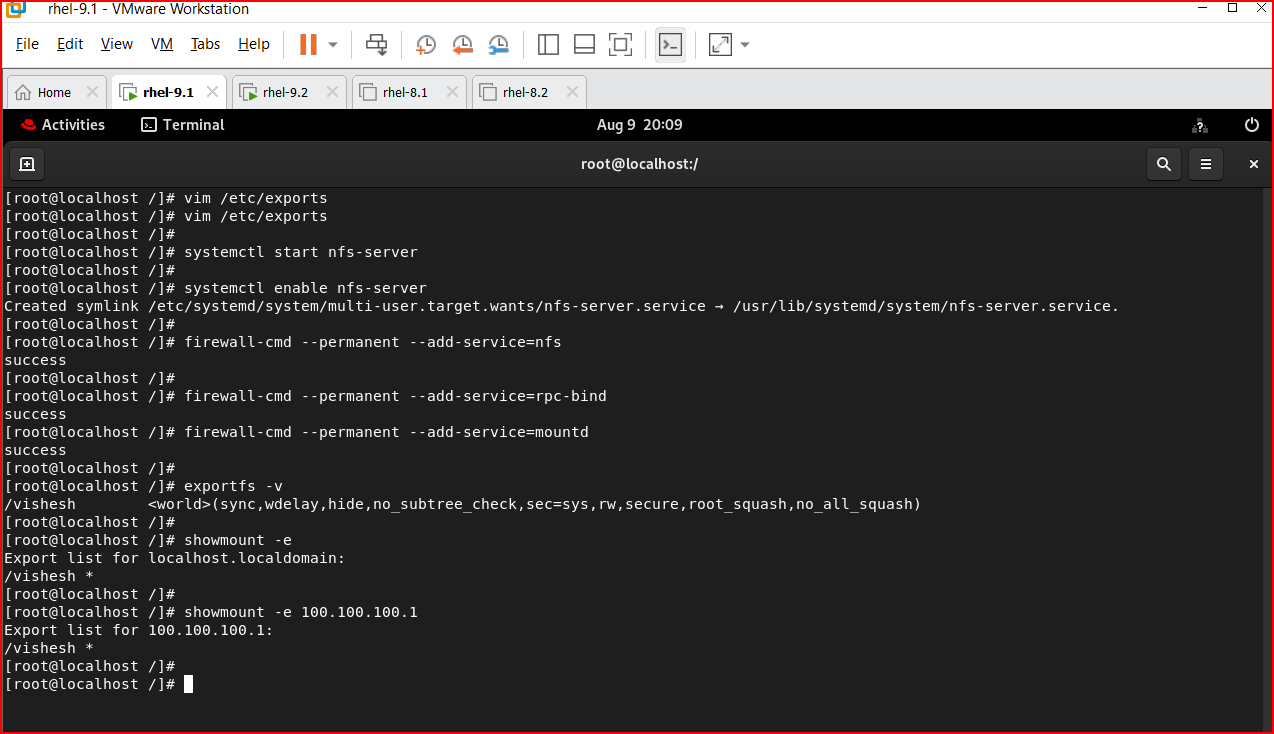 rhel-9.1 - VMware Workstation
File Edit View VM Tabs Help
Home rhel-9.1 rhel-9.2 rhel-8.1 rhel-8.2
Activities Terminal Aug 9 20:09
root@localhost:/
[root@localhost /]# vim /etc/exports
[root@localhost /]# vim /etc/exports
[root@localhost /]#
[root@localhost /]# systemctl start nfs-server
[root@localhost /]#
[root@localhost /]# systemctl enable nfs-server
Created symlink /etc/systemd/system/multi-user.target.wants/nfs-server.service → /usr/lib/systemd/system/nfs-server.service.
[root@localhost /]#
[root@localhost /]# firewall-cmd --permanent --add-service=nfs
success
[root@localhost /]#
[root@localhost /]# firewall-cmd --permanent --add-service=rpc-bind
success
[root@localhost /]# firewall-cmd --permanent --add-service=mountd
success
[root@localhost /]#
[root@localhost /]# exportfs -v
/vishesh <world>(sync,wdelay,hide,no_subtree_check,sec=sys,rw,secure,root_squash,no_all_squash)
[root@localhost /]#
[root@localhost /]# showmount -e
Export list for localhost.localdomain:
/vishesh *
[root@localhost /]#
[root@localhost /]# showmount -e 100.100.100.1
Export list for 100.100.100.1:
/vishesh *
[root@localhost /]#
[root@localhost /]#